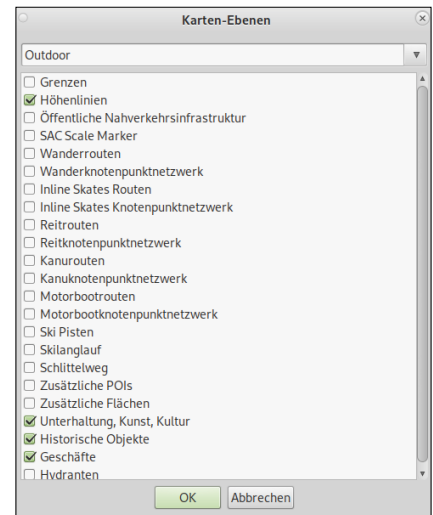 Karten-Ebenen
Outdoor
Grenzen
Höhenlinien
Öffentliche Nahverkehrsinfrastruktur
SAC Scale Marker
Wanderrouten
Wanderknotenpunktnetzwerk
Inline Skates Routen
Inline Skates Knotenpunktnetzwerk
Reitrouten
Reitknotenpunktnetzwerk
Kanurouten
Kanuknotenpunktnetzwerk
Motorbootrouten
Motorbootknotenpunktnetzwerk
Ski Pisten
Skilanglauf
Schlittelweg
Zusätzliche POIs
Zusätzliche Flächen
Unterhaltung, Kunst, Kultur
Historische Objekte
Geschäfte
Hydranten
OK Abbrechen